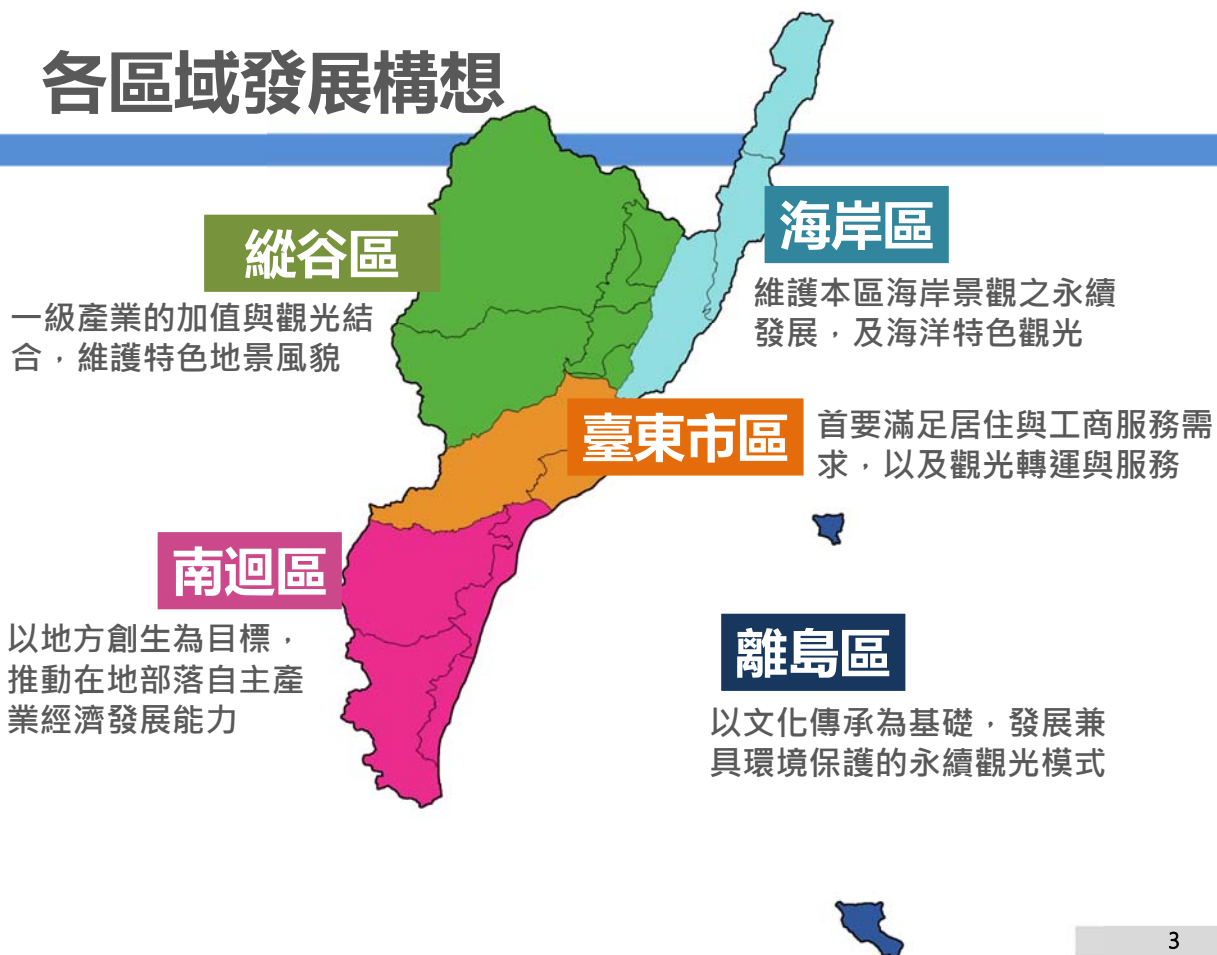 各區域發展構想
縱谷區
一級產業的加值與觀光結
合，維護特色地景風貌
海岸區
維護本區海岸景觀之永續
發展，及海洋特色觀光
臺東市區
首要滿足居住與工商服務需
求，以及觀光轉運與服務
南迴區
以地方創生為目標，
推動在地部落自主產
業經濟發展能力
離島區
以文化傳承為基礎，發展兼
具環境保護的永續觀光模式
3